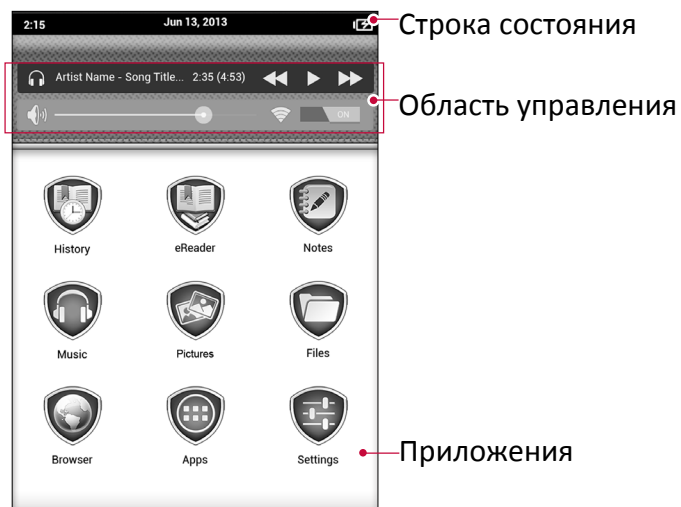 2:15 Jun 13, 2013
Строка состояния
Artist Name - Song Title... 2:35 (4:53)
Область управления
ON
History eReader Notes
Music Pictures Files
Browser Apps Settings
Приложения